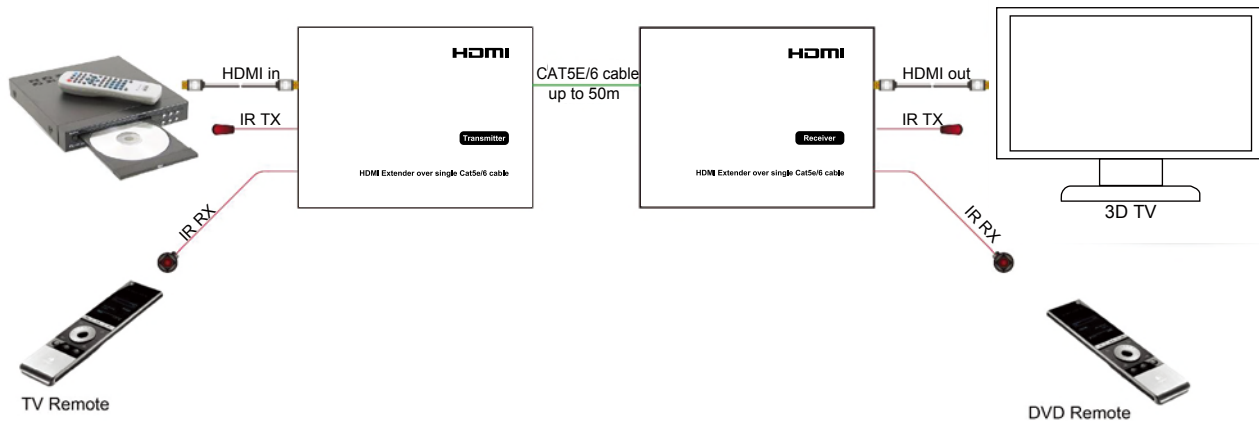 HDMI
HDMI
HDMI in
CAT5E/6 cable
up to 50m
HDMI out
IR TX
IR TX
Transmitter
Receiver
HDMI Extender over single Cat5e/6 cable
HDMI Extender over single Cat5e/6 cable
IR RX
IR RX
3D TV
TV Remote
DVD Remote